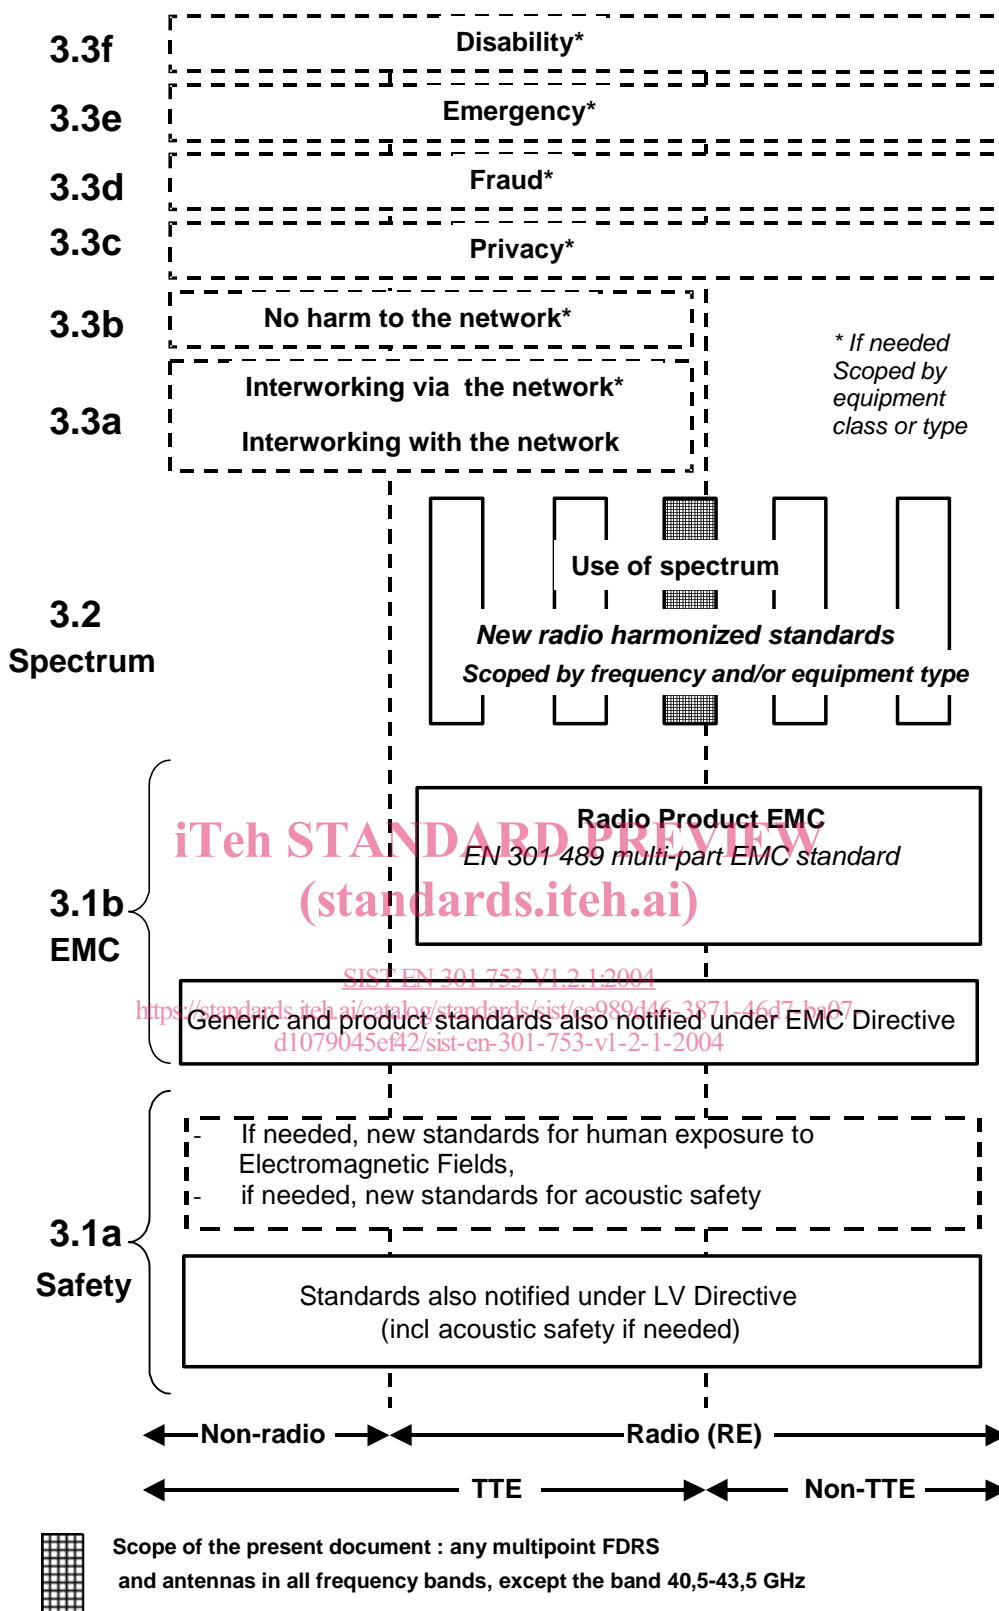 3.3f
Disability*
3.3e
Emergency*
3.3d
Fraud*
3.3c
Privacy*
3.3b
No harm to the network*
* If needed
Scoped by
equipment
class or type
3.3a
Interworking via the network*
Interworking with the network
Use of spectrum
3.2
Spectrum
New radio harmonized standards
Scoped by frequency and/or equipment type
Radio Product EMC
EN 301 489 multi-part EMC standard
iTeh STANDARD PREVIEW
(standards.iteh.ai)
3.1b
EMC
SIST EN 301 753 V1.2.1:2004
https://standards.iteh.ai/catalog/standards/sist/ce989d46-3871-46d7-ba07-
d1079045ef42/sist-en-301-753-v1-2-1-2004
Generic and product standards also notified under EMC Directive
- If needed, new standards for human exposure to
Electromagnetic Fields,
- if needed, new standards for acoustic safety
3.1a
Safety
Standards also notified under LV Directive
(incl acoustic safety if needed)
Non-radio
Radio (RE)
TTE
Non-TTE
Scope of the present document : any multipoint FDRS
and antennas in all frequency bands, except the band 40,5-43,5 GHz